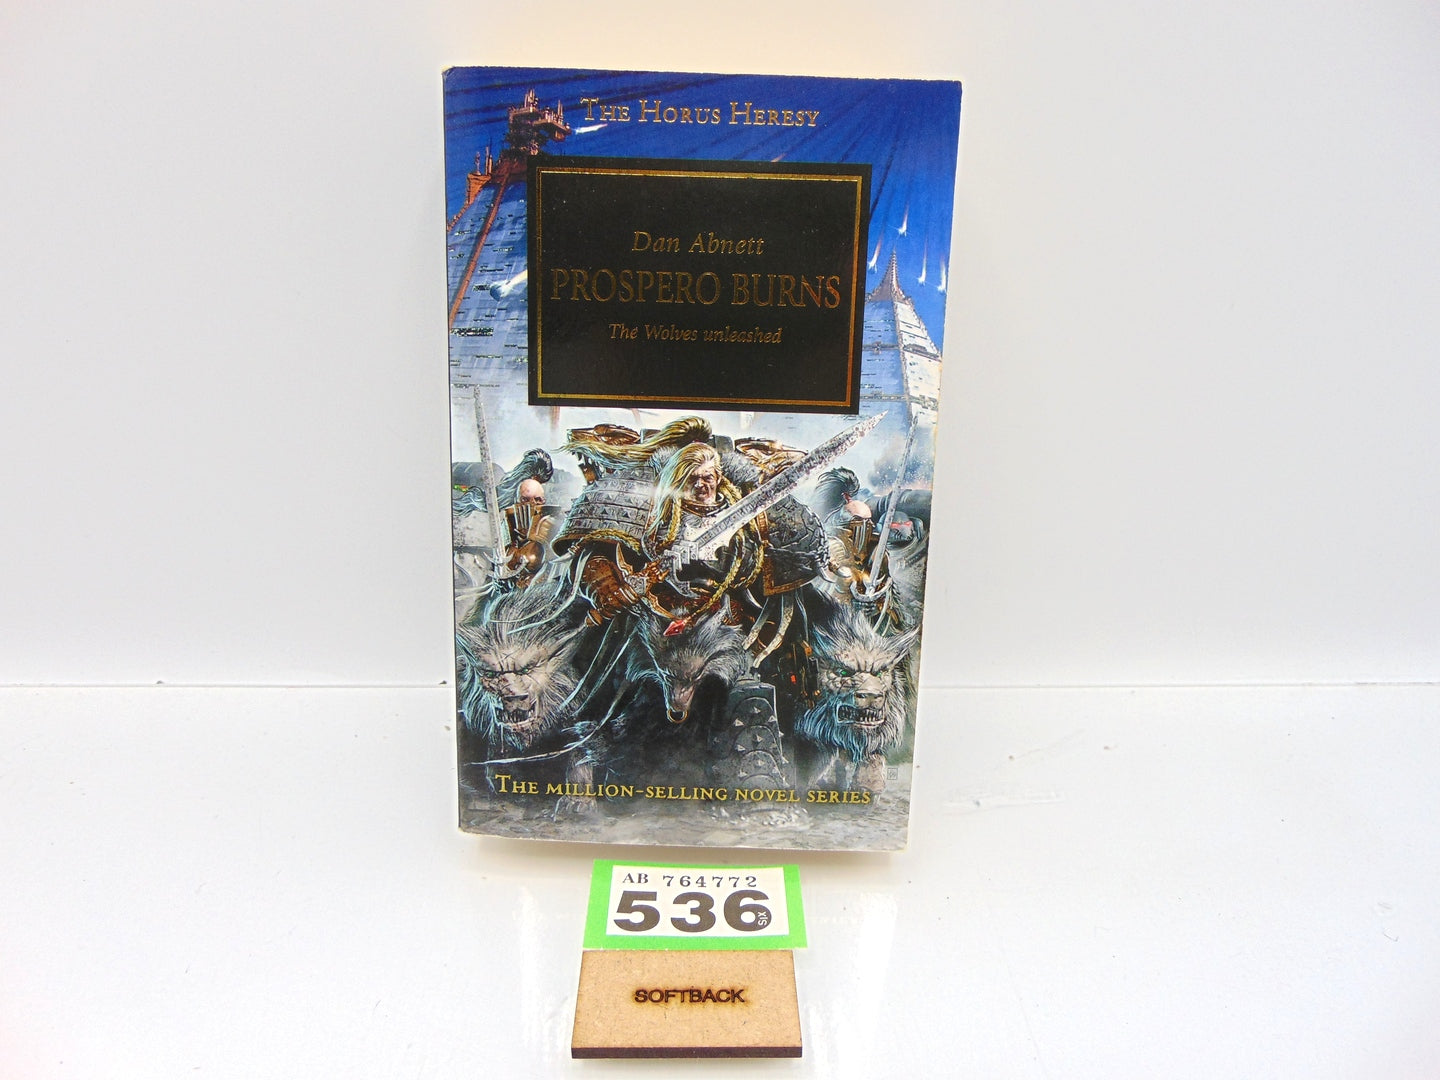 THE HORUS HERESY
Dan Abnett
PROSPERO BURNS
The Wolves unleashed
THE MILLION-SELLING NOVEL SERIES
AB 764772
536 SIX
SOFTBACK